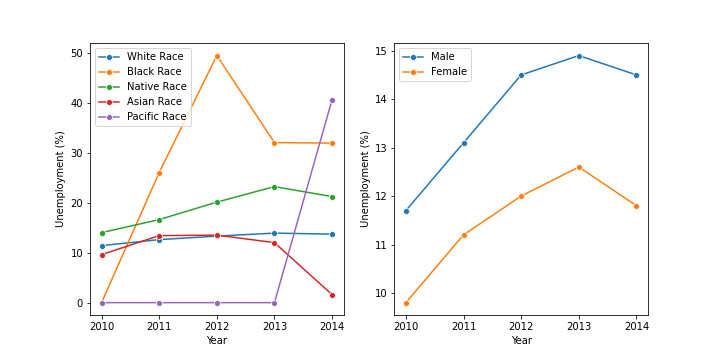 White Race
Black Race
Native Race
Asian Race
Pacific Race
50
40
30
20
10
0
Unemployment (%)
2010 2011 2012 2013 2014
Year
Male
Female
15
14
13
12
11
10
Unemployment (%)
2010 2011 2012 2013 2014
Year